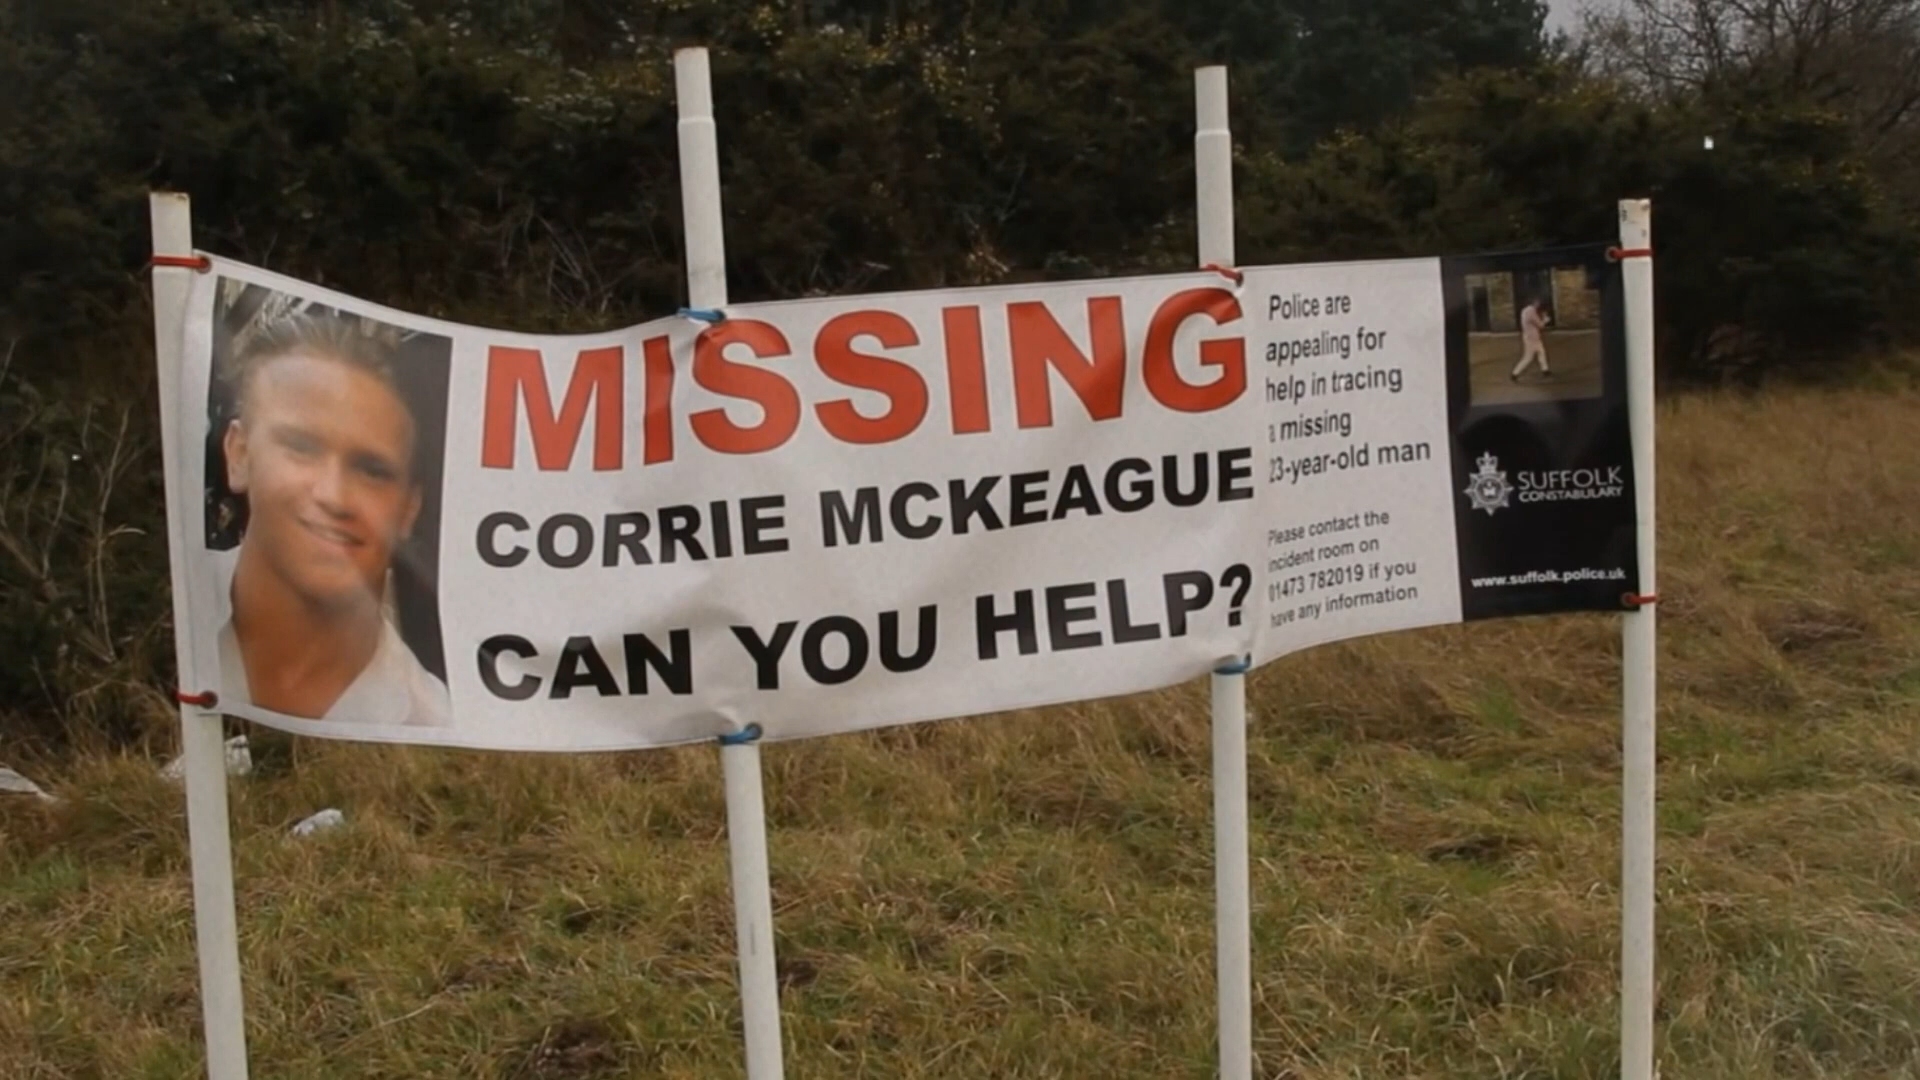 MISSING
CORRIE MCKEAGUE
CAN YOU HELP?
Police are
appealing for
help in tracing
a missing
23-year-old man
Please contact the
incident room on
01473 782019 if you
have any information
SUFFOLK
CONSTABULARY
www.suffolk.police.uk